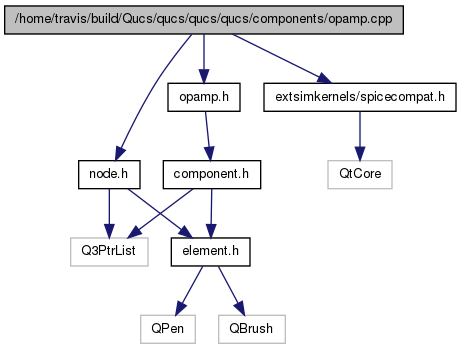 /home/travis/build/Qucs/qucs/qucs/qucs/components/opamp.cpp
opamp.h
extsimkernels/spicecompat.h
node.h
component.h
QtCore
Q3PtrList
element.h
QPen
QBrush